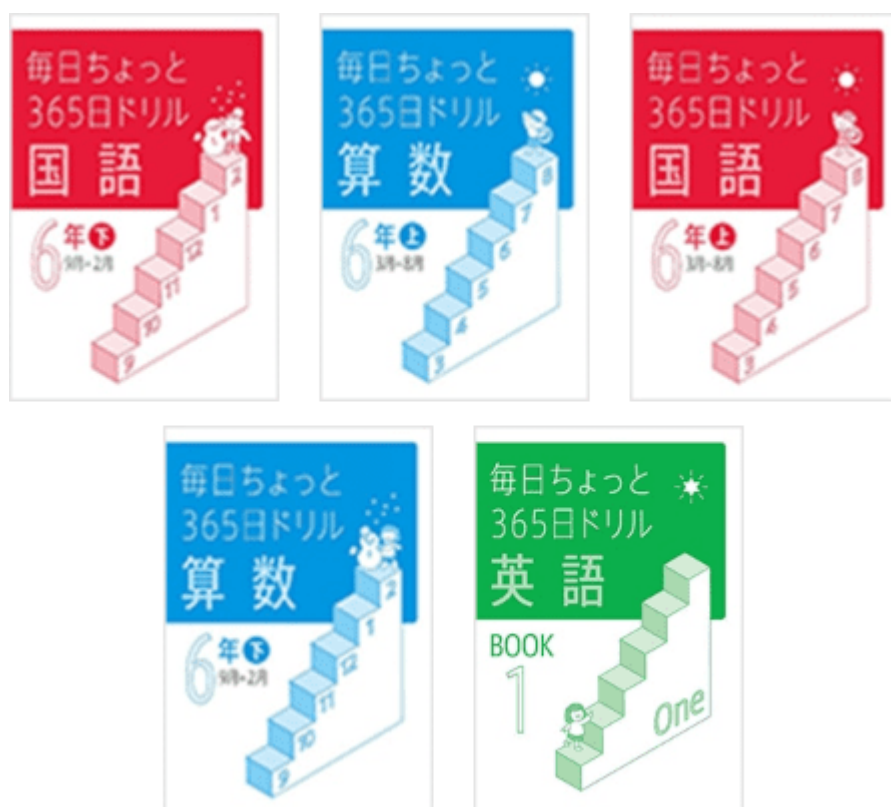 毎日ちょっと
365日ドリル
国語
6年下
9月~2月
2
1
12
11
10
9
毎日ちょっと
365日ドリル
算数
6年上
3月~8月
8
7
6
5
4
3
毎日ちょっと
365日ドリル
国語
6年上
3月~8月
8
7
6
5
4
3
毎日ちょっと
365日ドリル
算数
6年下
9月~2月
2
1
12
11
10
9
毎日ちょっと
365日ドリル
英語
BOOK
1
One